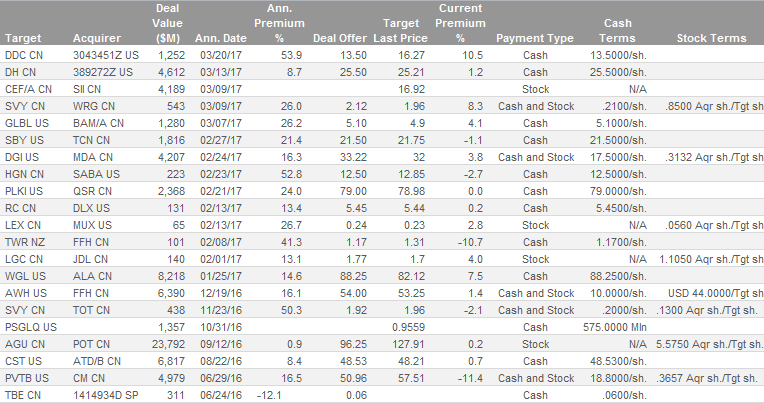 Target Acquirer Deal Value ($M) Ann. Date Ann. Premium % Deal Offer Target Last Price Current Premium % Payment Type Cash Terms Stock Terms
DDC CN 3043451Z US 1,252 03/20/17 53.9 13.50 16.27 10.5 Cash 13.5000/sh.
DH CN 389272Z US 4,612 03/13/17 8.7 25.50 25.21 1.2 Cash 25.5000/sh.
CEF/A CN SII CN 4,189 03/09/17 16.92 Stock N/A
SVY CN WRG CN 543 03/09/17 26.0 2.12 1.96 8.3 Cash and Stock .2100/sh. .8500 Aqr sh./Tgt sh
GLBL US BAM/A CN 1,280 03/07/17 26.2 5.10 4.9 4.1 Cash 5.1000/sh.
SBY US TCN CN 1,816 02/27/17 21.4 21.50 21.75 -1.1 Cash 21.5000/sh.
DGI US MDA CN 4,207 02/24/17 16.3 33.22 32 3.8 Cash and Stock 17.5000/sh. .3132 Aqr sh./Tgt sh
HGN CN SABA US 223 02/23/17 52.8 12.50 12.85 -2.7 Cash 12.5000/sh.
PLKI US QSR CN 2,368 02/21/17 24.0 79.00 78.98 0.0 Cash 79.0000/sh.
RC CN DLX US 131 02/13/17 13.4 5.45 5.44 0.2 Cash 5.4500/sh.
LEX CN MUX US 65 02/13/17 26.7 0.24 0.23 2.8 Stock N/A .0560 Aqr sh./Tgt sh
TWR NZ FFH CN 101 02/08/17 41.3 1.17 1.31 -10.7 Cash 1.1700/sh.
LGC CN JDL CN 140 02/01/17 13.1 1.77 1.7 4.0 Stock N/A 1.1050 Aqr sh./Tgt sh
WGL US ALA CN 8,218 01/25/17 14.6 88.25 82.12 7.5 Cash 88.2500/sh.
AWH US FFH CN 6,390 12/19/16 16.1 54.00 53.25 1.4 Cash and Stock 10.0000/sh. USD 44.0000/Tgt sh
SVY CN TOT CN 438 11/23/16 50.3 1.92 1.96 -2.1 Cash and Stock .2000/sh. .1300 Aqr sh./Tgt sh
PSGLQ US 1,357 10/31/16 0.9559 Cash 575.0000 Mln
AGU CN POT CN 23,792 09/12/16 0.9 96.25 127.91 0.2 Stock N/A 5.5750 Aqr sh./Tgt sh
CST US ATD/B CN 6,817 08/22/16 8.4 48.53 48.21 0.7 Cash 48.5300/sh.
PVTB US CM CN 4,979 06/29/16 16.5 50.96 57.51 -11.4 Cash and Stock 18.8000/sh. .3657 Aqr sh./Tgt sh
TBE CN 1414934D SP 311 06/24/16 -12.1 0.06 Cash .0600/sh.